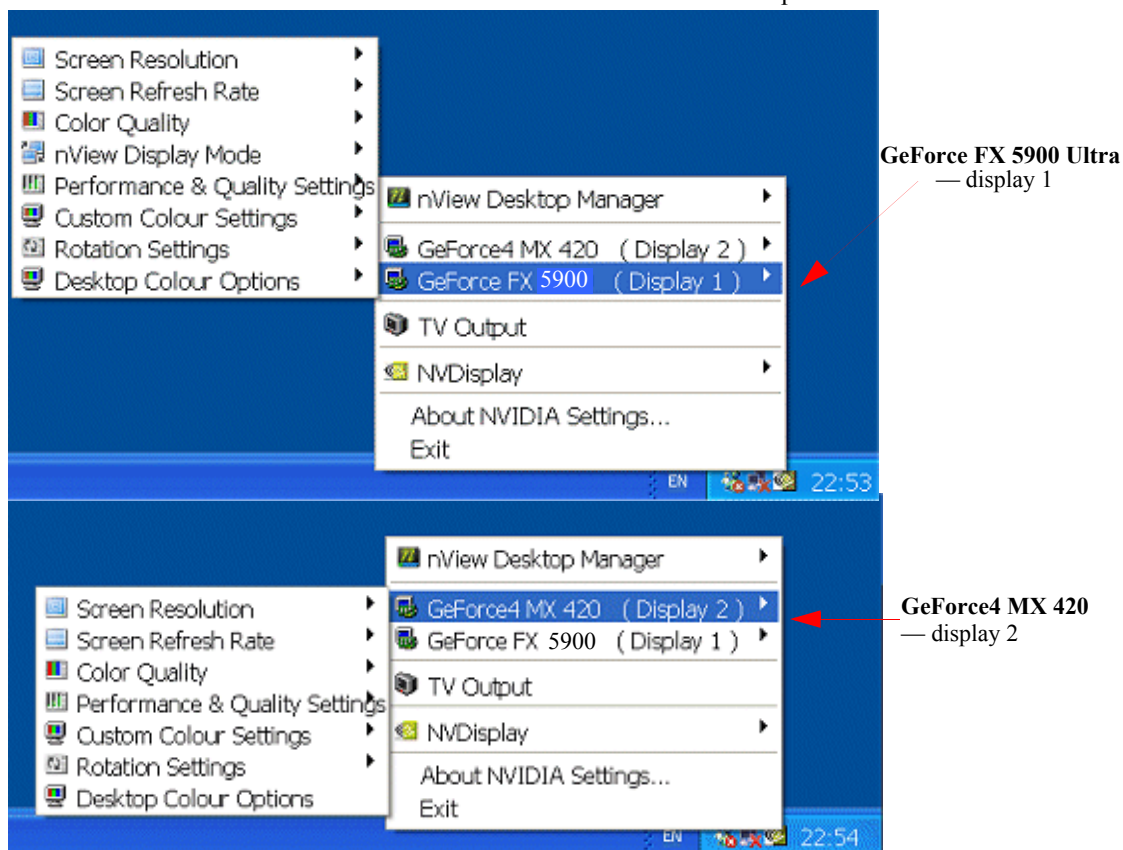 Screen Resolution
Screen Refresh Rate
Color Quality
nView Display Mode
Performance & Quality Settings
Custom Colour Settings
Rotation Settings
Desktop Colour Options
nView Desktop Manager
GeForce4 MX 420 ( Display 2 )
GeForce FX 5900 ( Display 1 )
TV Output
NVDisplay
About NVIDIA Settings...
Exit
EN 22:53
GeForce FX 5900 Ultra
— display 1
nView Desktop Manager
GeForce4 MX 420 ( Display 2 )
GeForce FX 5900 ( Display 1 )
TV Output
NVDisplay
About NVIDIA Settings...
Exit
Screen Resolution
Screen Refresh Rate
Color Quality
Performance & Quality Settings
Custom Colour Settings
Rotation Settings
Desktop Colour Options
EN 22:54
GeForce4 MX 420
— display 2